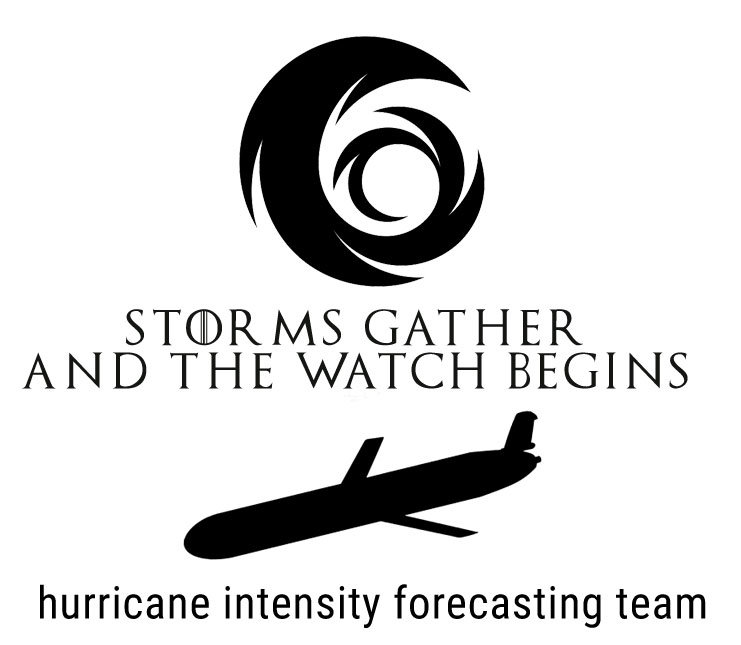 STORMS GATHER
AND THE WATCH BEGINS
hurricane intensity forecasting team